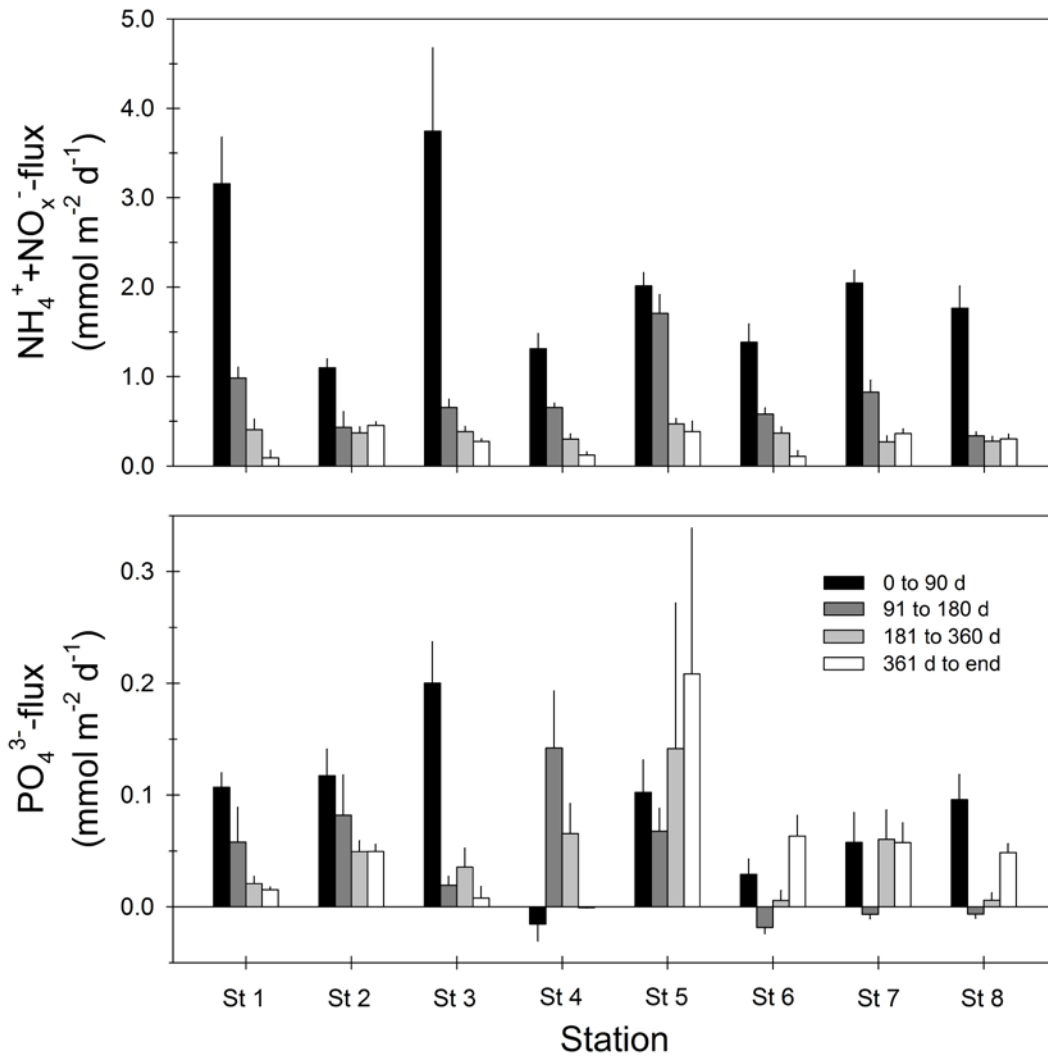 NH₄⁺+NOₓ⁻-flux
(mmol m⁻² d⁻¹)
5.0
4.0
3.0
2.0
1.0
0.0
PO₄³⁻-flux
(mmol m⁻² d⁻¹)
0.3
0.2
0.1
0.0
0 to 90 d
91 to 180 d
181 to 360 d
361 d to end
St 1 St 2 St 3 St 4 St 5 St 6 St 7 St 8
Station